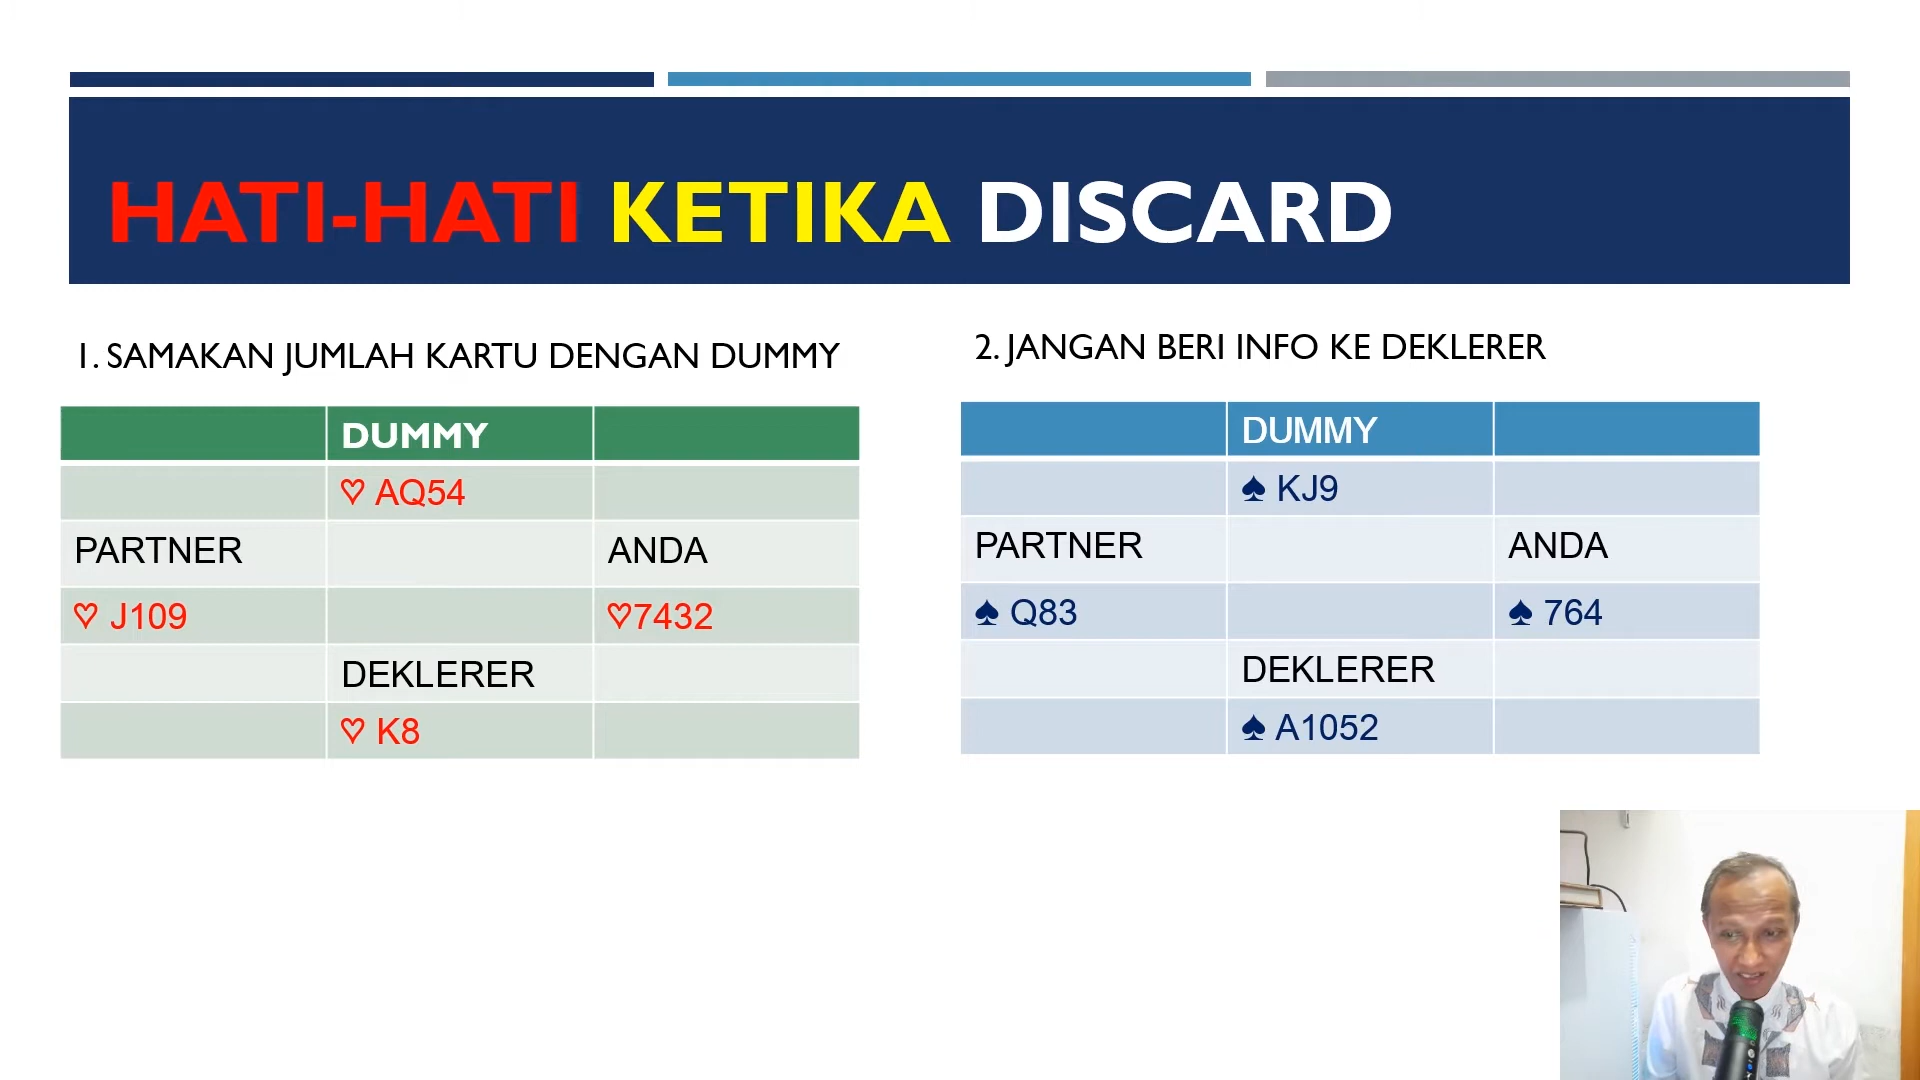 HATI-HATI KETIKA DISCARD
1. SAMAKAN JUMLAH KARTU DENGAN DUMMY
DUMMY
♡ AQ54
PARTNER ANDA
♡ J109 ♡7432
DEKLERER
♡ K8
2. JANGAN BERI INFO KE DEKLERER
DUMMY
♠ KJ9
PARTNER ANDA
♠ Q83 ♠ 764
DEKLERER
♠ A1052